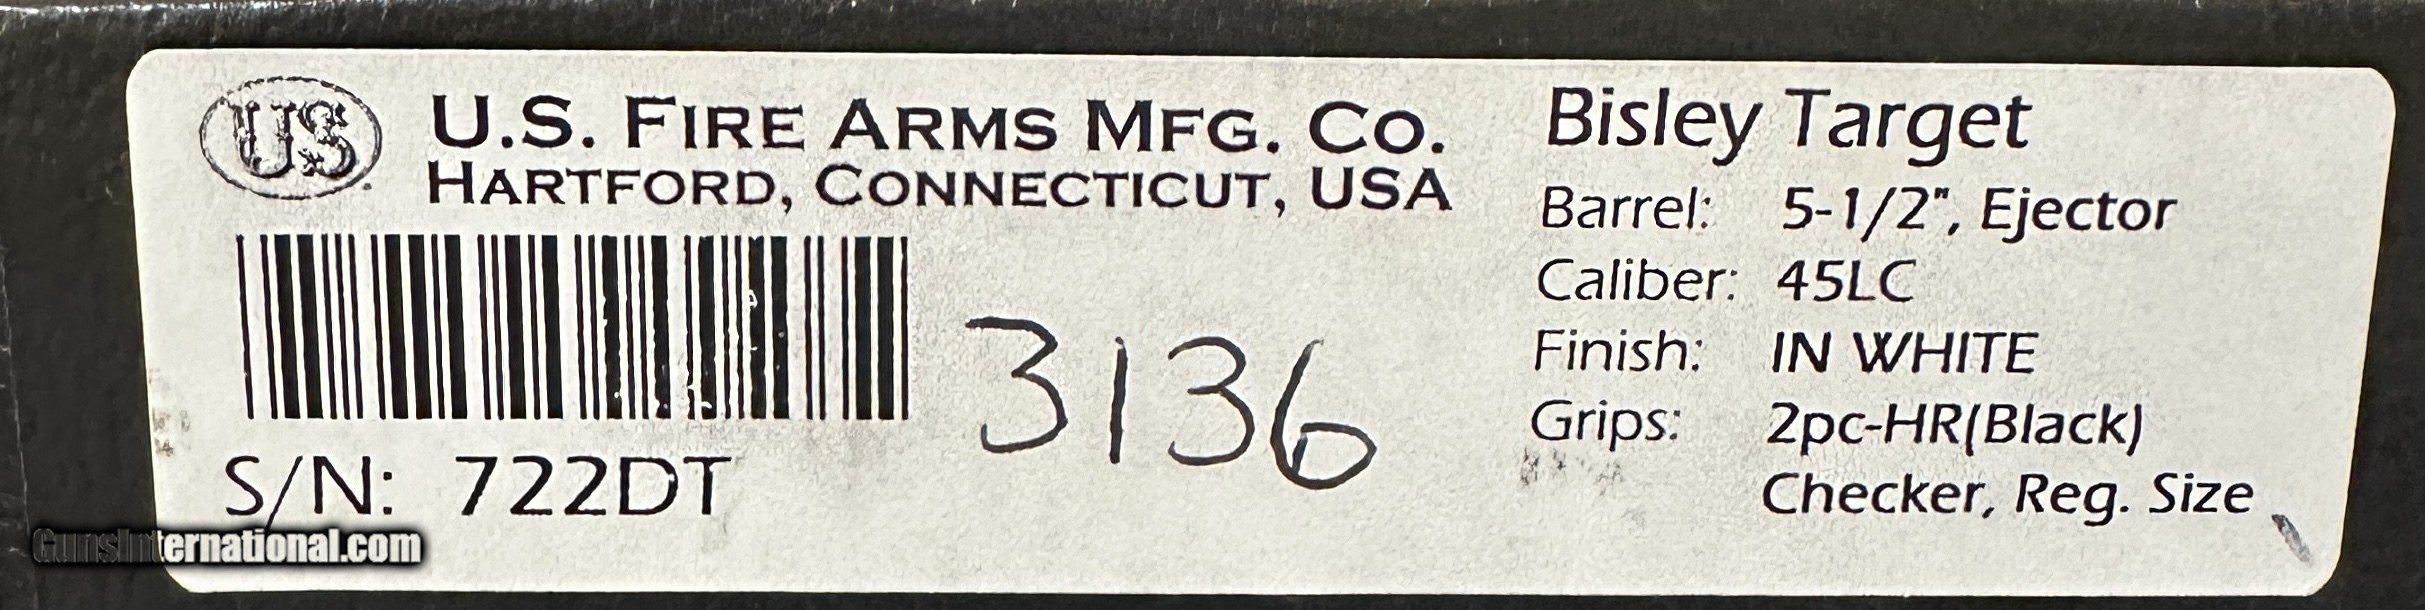 US
U.S. FIRE ARMS MFG. CO.
HARTFORD, CONNECTICUT, USA
3136
S/N: 722DT
Bisley Target
Barrel: 5-1/2", Ejector
Caliber: 45LC
Finish: IN WHITE
Grips: 2pc-HR(Black)
Checker, Reg. Size
GunsInternational.com